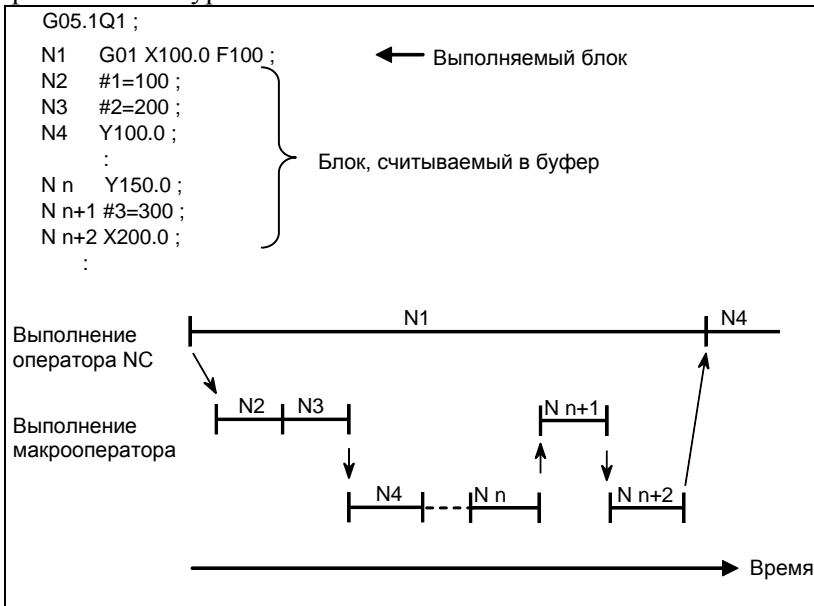 G05.1Q1 ;
N1 G01 X100.0 F100 ; Выполняемый блок
N2 #1=100 ;
N3 #2=200 ;
N4 Y100.0 ;
:
Блок, считываемый в буфер
N n Y150.0 ;
N n+1 #3=300 ;
N n+2 X200.0 ;
:
N1 N4
Выполнение
оператора NC
N2 N3 N n+1
Выполнение
макрооператора
N4 N n N n+2
Время